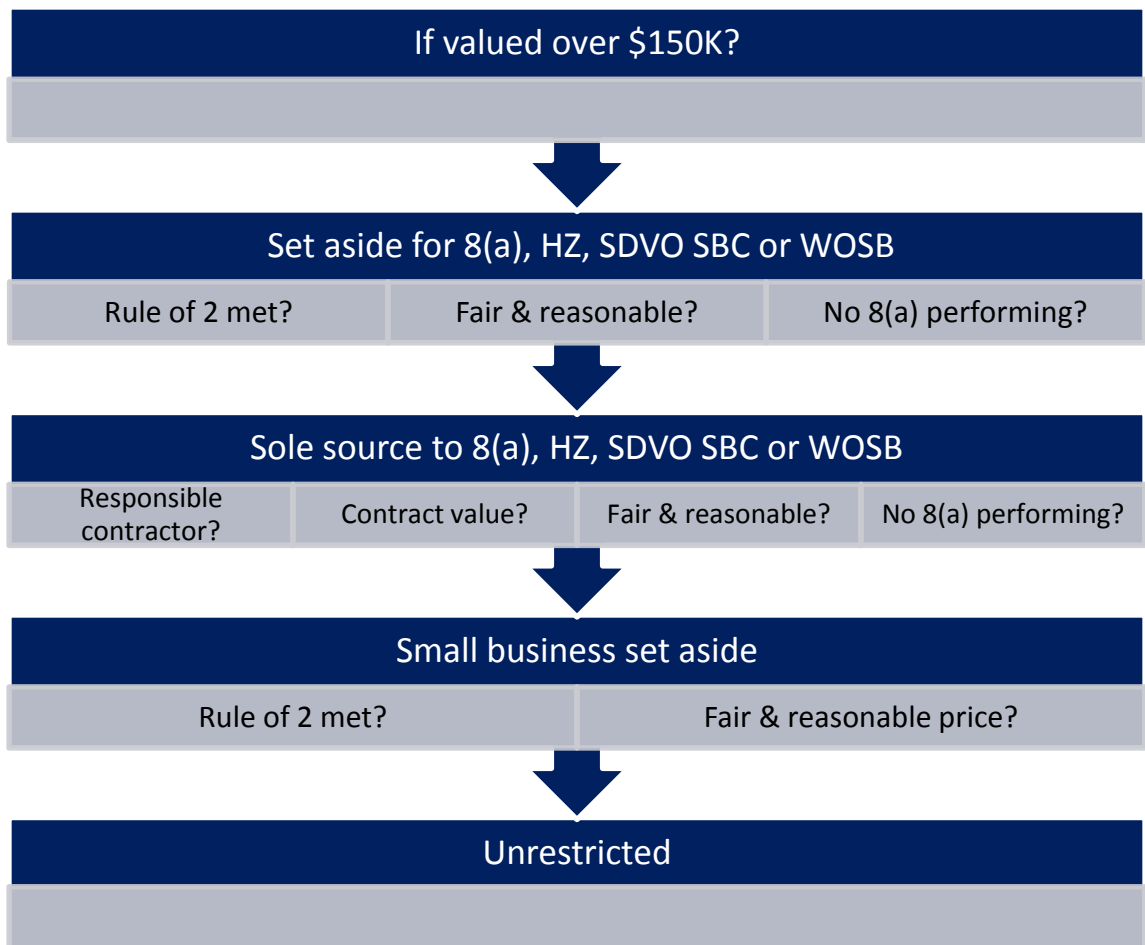 If valued over $150K?
Set aside for 8(a), HZ, SDVO SBC or WOSB
Rule of 2 met?
Fair & reasonable?
No 8(a) performing?
Sole source to 8(a), HZ, SDVO SBC or WOSB
Responsible
contractor?
Contract value?
Fair & reasonable?
No 8(a) performing?
Small business set aside
Rule of 2 met?
Fair & reasonable price?
Unrestricted